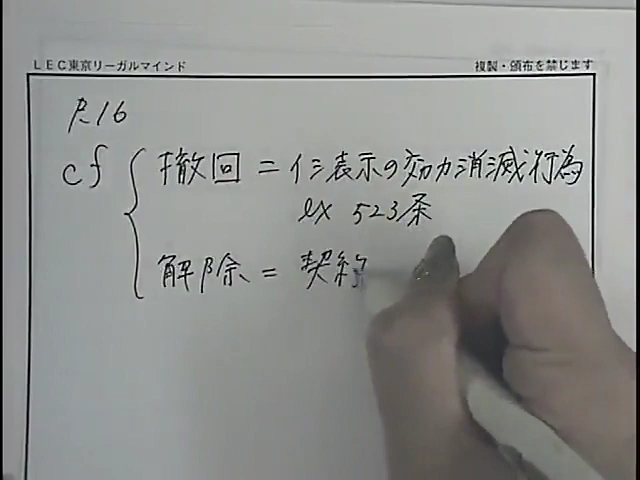 LEC東京リーガルマインド 複製・頒布を禁じます
P.16
cf 撤回 = イシ表示の効力消滅行為
ex 523条
解除 = 契約